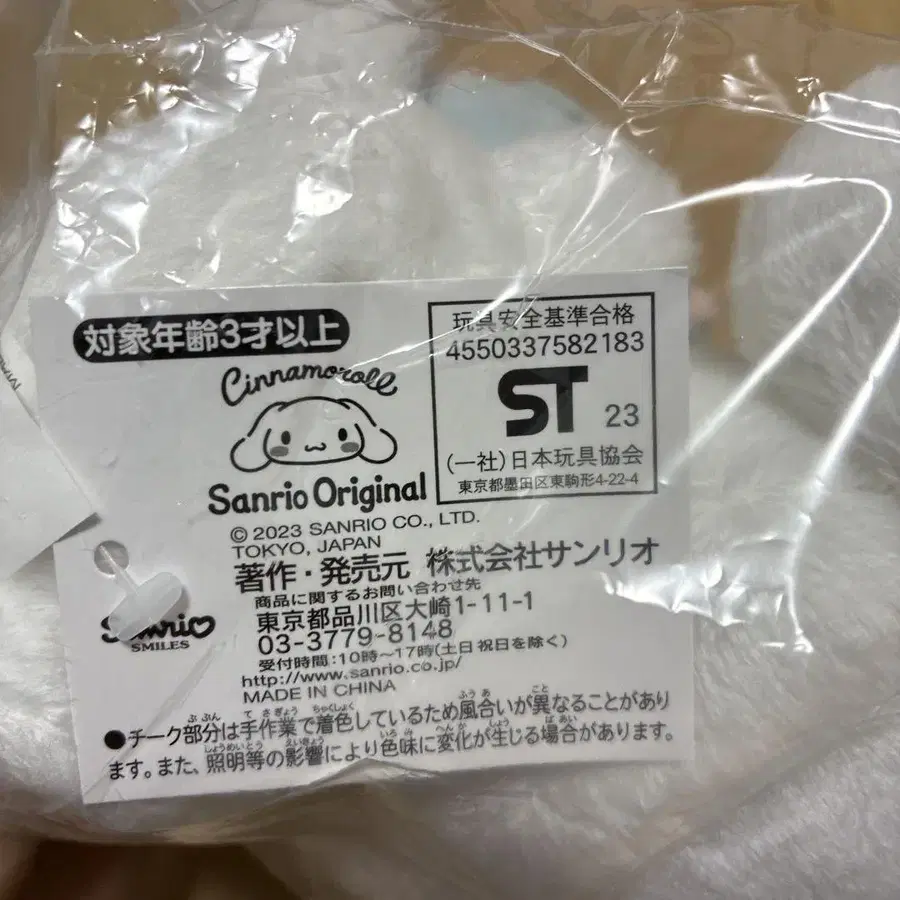 対象年齢3才以上
Cinnamoroll
Sanrio Original
玩具安全基準合格
4550337582183
ST 23
(一社)日本玩具協会
東京都墨田区東駒形4-22-4
© 2023 SANRIO CO., LTD.
TOKYO, JAPAN
著作・発売元 株式会社サンリオ
商品に関するお問い合わせ先
東京都品川区大崎1-11-1
03-3779-8148
受付時間:10時〜17時(土日祝日を除く)
http://www.sanrio.co.jp/
MADE IN CHINA
Sanrio
SMILES
●チーク部分は手作業で着色しているため風合いが異なることがあり
ます。また、照明等の影響により色味に変化が生じる場合があります。